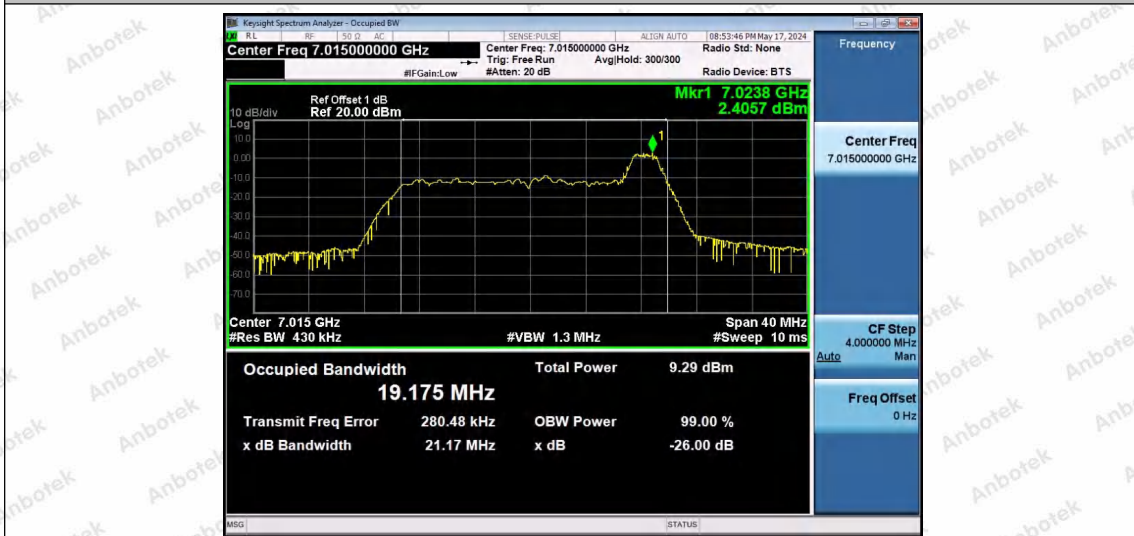 Keysight Spectrum Analyzer - Occupied BW
RL RF 50 Ω AC SENSE:PULSE ALIGN AUTO 08:53:46 PM May 17, 2024
Center Freq 7.015000000 GHz
Center Freq: 7.015000000 GHz
Radio Std: None
Trig: Free Run Avg|Hold: 300/300
#IFGain:Low #Atten: 20 dB Radio Device: BTS
Frequency
Mkr1 7.0238 GHz
2.4057 dBm
Ref Offset 1 dB
10 dB/div Ref 20.00 dBm
Log
10.0
0.00
-10.0
-20.0
-30.0
-40.0
-50.0
-60.0
-70.0
1
Center Freq
7.015000000 GHz
Center 7.015 GHz Span 40 MHz
#Res BW 430 kHz #VBW 1.3 MHz #Sweep 10 ms
CF Step
4.000000 MHz
Auto Man
Occupied Bandwidth Total Power 9.29 dBm
19.175 MHz
Transmit Freq Error 280.48 kHz OBW Power 99.00 %
x dB Bandwidth 21.17 MHz x dB -26.00 dB
Freq Offset
0 Hz
MSG STATUS
Anbotek